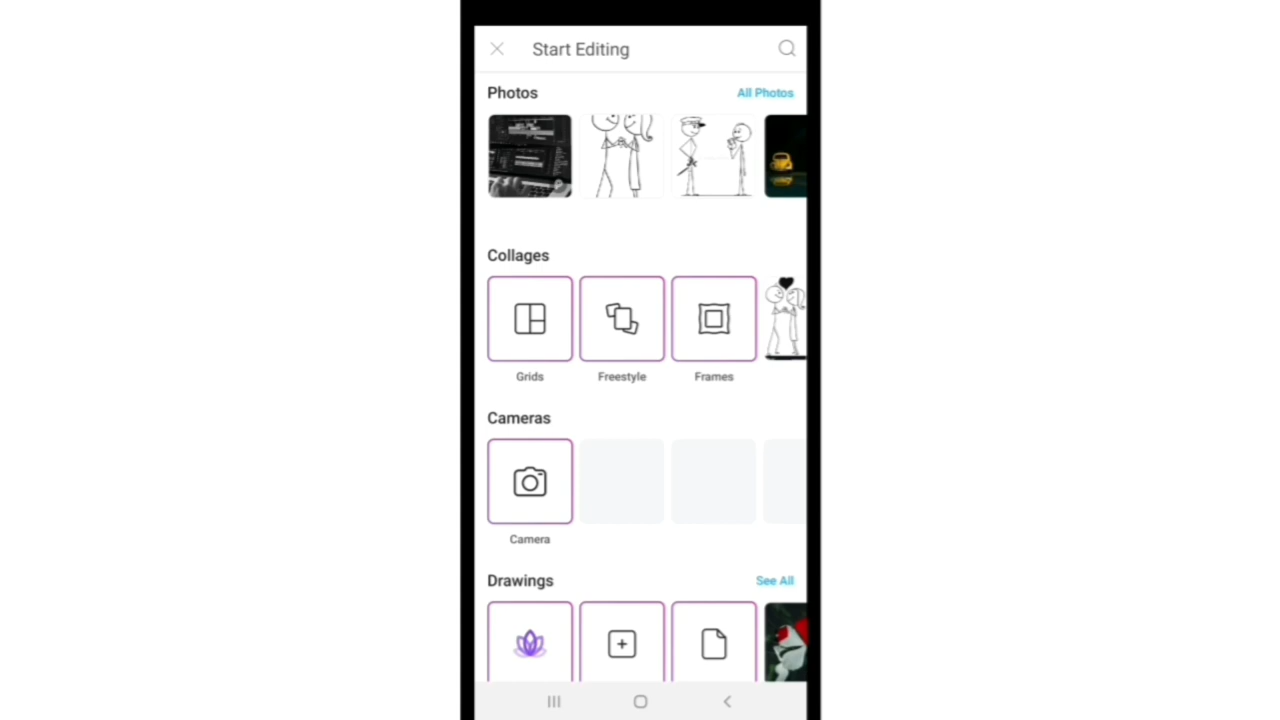 Start Editing
Photos
All Photos
Collages
Grids
Freestyle
Frames
Cameras
Camera
Drawings
See All